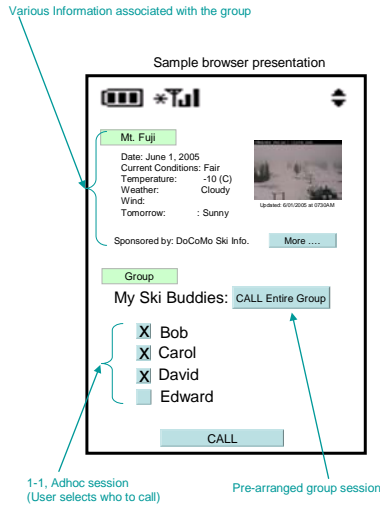 Various Information associated with the group
Sample browser presentation
Mt. Fuji
Date: June 1, 2005
Current Conditions: Fair
Temperature: -10 (C)
Weather: Cloudy
Wind:
Tomorrow: : Sunny
Updated: 6/01/2005 at 0730AM
Sponsored by: DoCoMo Ski Info.
More ....
Group
My Ski Buddies:
CALL Entire Group
X Bob
X Carol
X David
Edward
CALL
1-1, Adhoc session
(User selects who to call)
Pre-arranged group session